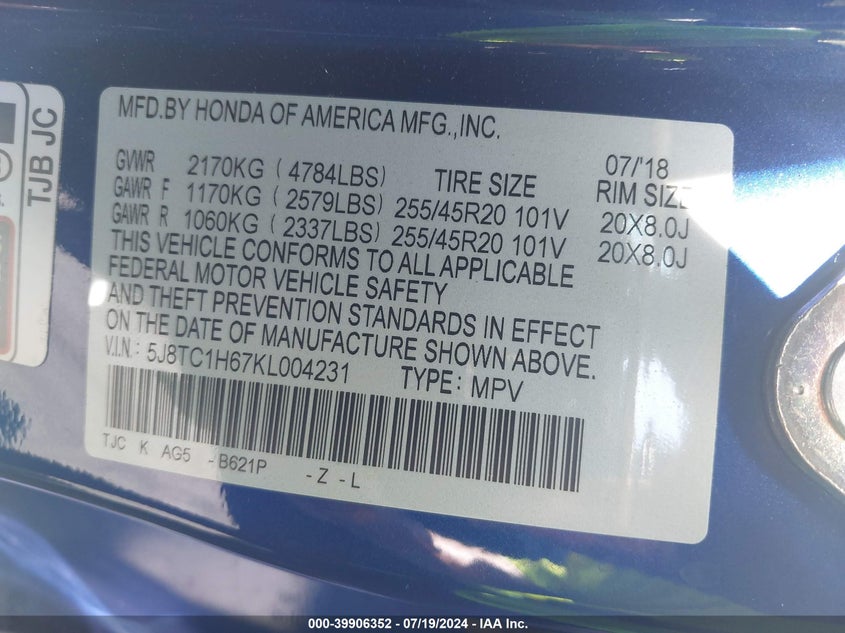 MFD.BY HONDA OF AMERICA MFG.,INC.
07/'18
GVWR 2170KG (4784LBS) TIRE SIZE RIM SIZE
GAWR F 1170KG (2579LBS) 255/45R20 101V 20X8.0J
GAWR R 1060KG (2337LBS) 255/45R20 101V 20X8.0J
THIS VEHICLE CONFORMS TO ALL APPLICABLE
FEDERAL MOTOR VEHICLE SAFETY
AND THEFT PREVENTION STANDARDS IN EFFECT
ON THE DATE OF MANUFACTURE SHOWN ABOVE.
V.I.N: 5J8TC1H67KL004231 TYPE: MPV
TJC K AG5 -B621P
-Z -L
TJB JC
000-39906352 - 07/19/2024 - IAA Inc.